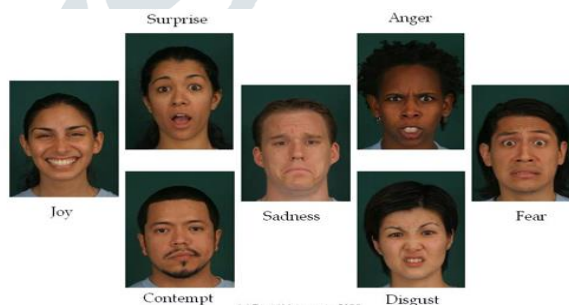 Surprise
Anger
Joy
Sadness
Fear
Contempt
Disgust